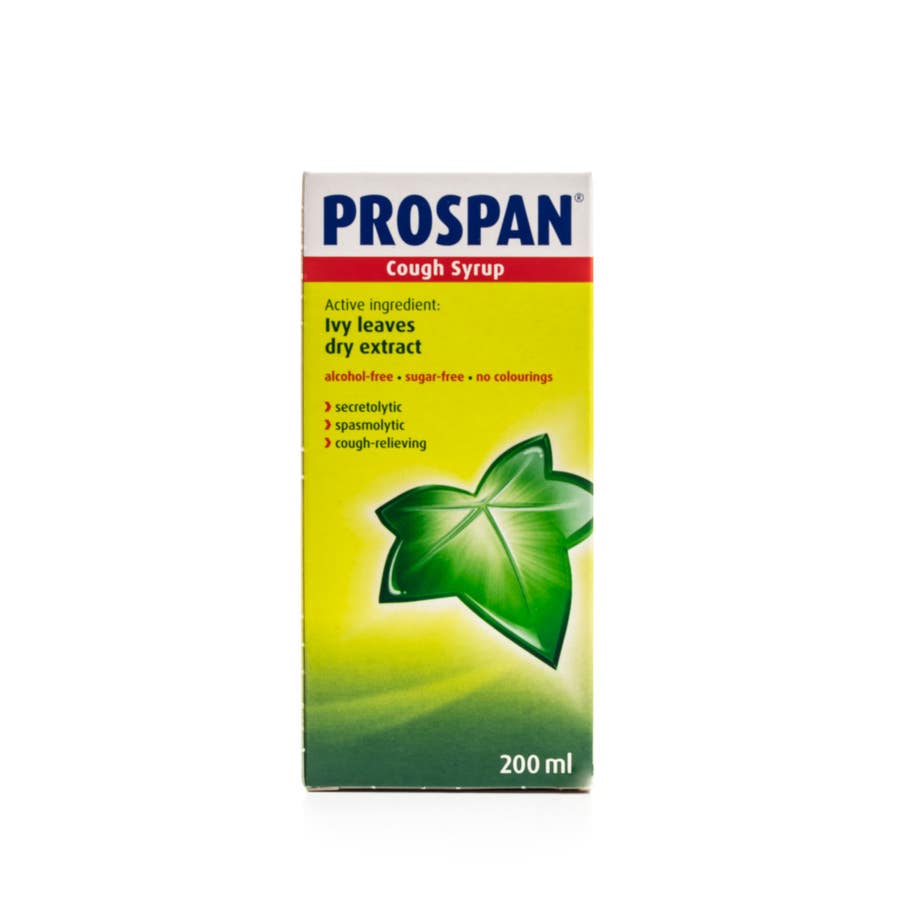 PROSPAN®
Cough Syrup
Active ingredient:
Ivy leaves
dry extract
alcohol-free • sugar-free • no colourings
❯ secretolytic
❯ spasmolytic
❯ cough-relieving
200 ml